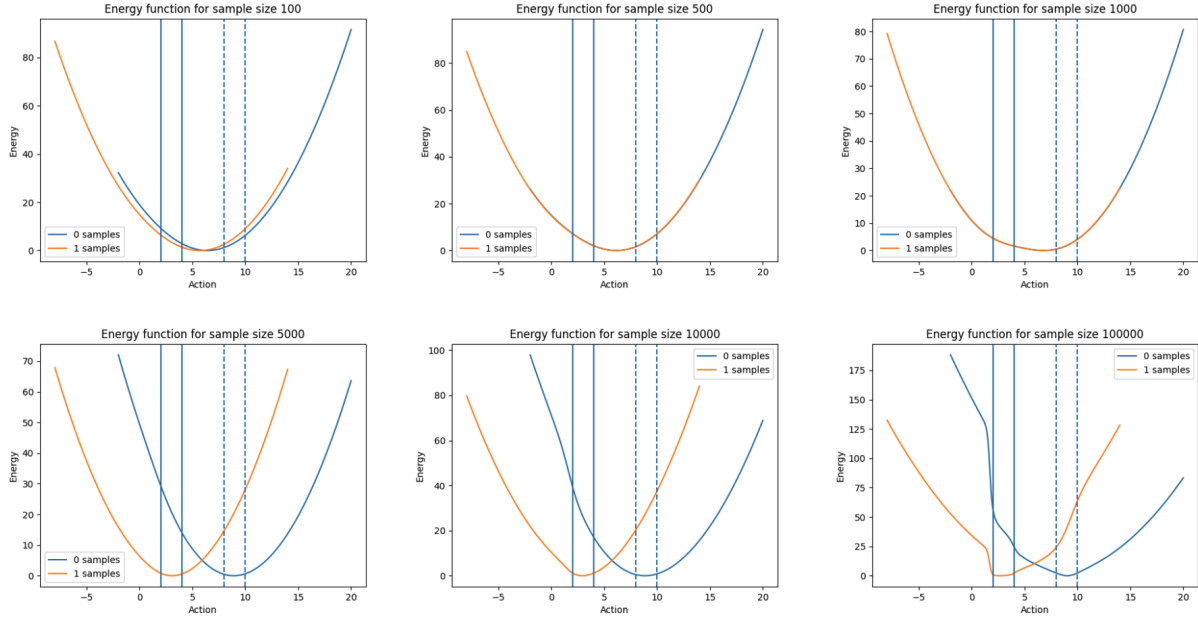 Energy function for sample size 100
80
60
40
20
0
Energy
0 samples
1 samples
−5 0 5 10 15 20
Action
Energy function for sample size 500
80
60
40
20
0
Energy
0 samples
1 samples
−5 0 5 10 15 20
Action
Energy function for sample size 1000
80
70
60
50
40
30
20
10
0
Energy
0 samples
1 samples
−5 0 5 10 15 20
Action
Energy function for sample size 5000
70
60
50
40
30
20
10
0
Energy
0 samples
1 samples
−5 0 5 10 15 20
Action
Energy function for sample size 10000
100
80
60
40
20
0
Energy
0 samples
1 samples
−5 0 5 10 15 20
Action
Energy function for sample size 100000
175
150
125
100
75
50
25
0
Energy
0 samples
1 samples
−5 0 5 10 15 20
Action